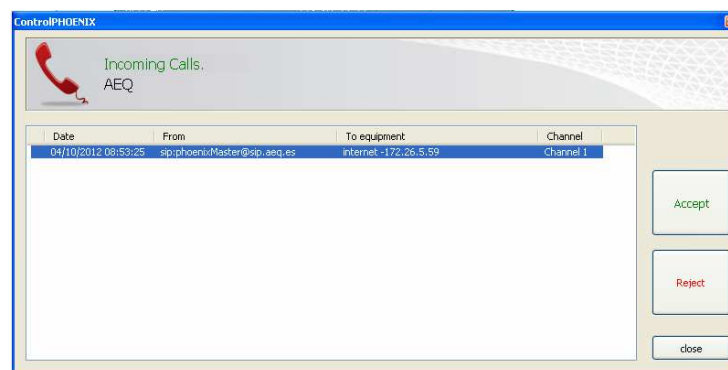 ControlPHOENIX
Incoming Calls.
AEQ
Date From To equipment Channel
04/10/2012 08:53:25 sip:phoenixMaster@sip.aeq.es internet -172.26.5.59 Channel 1
Accept
Reject
close